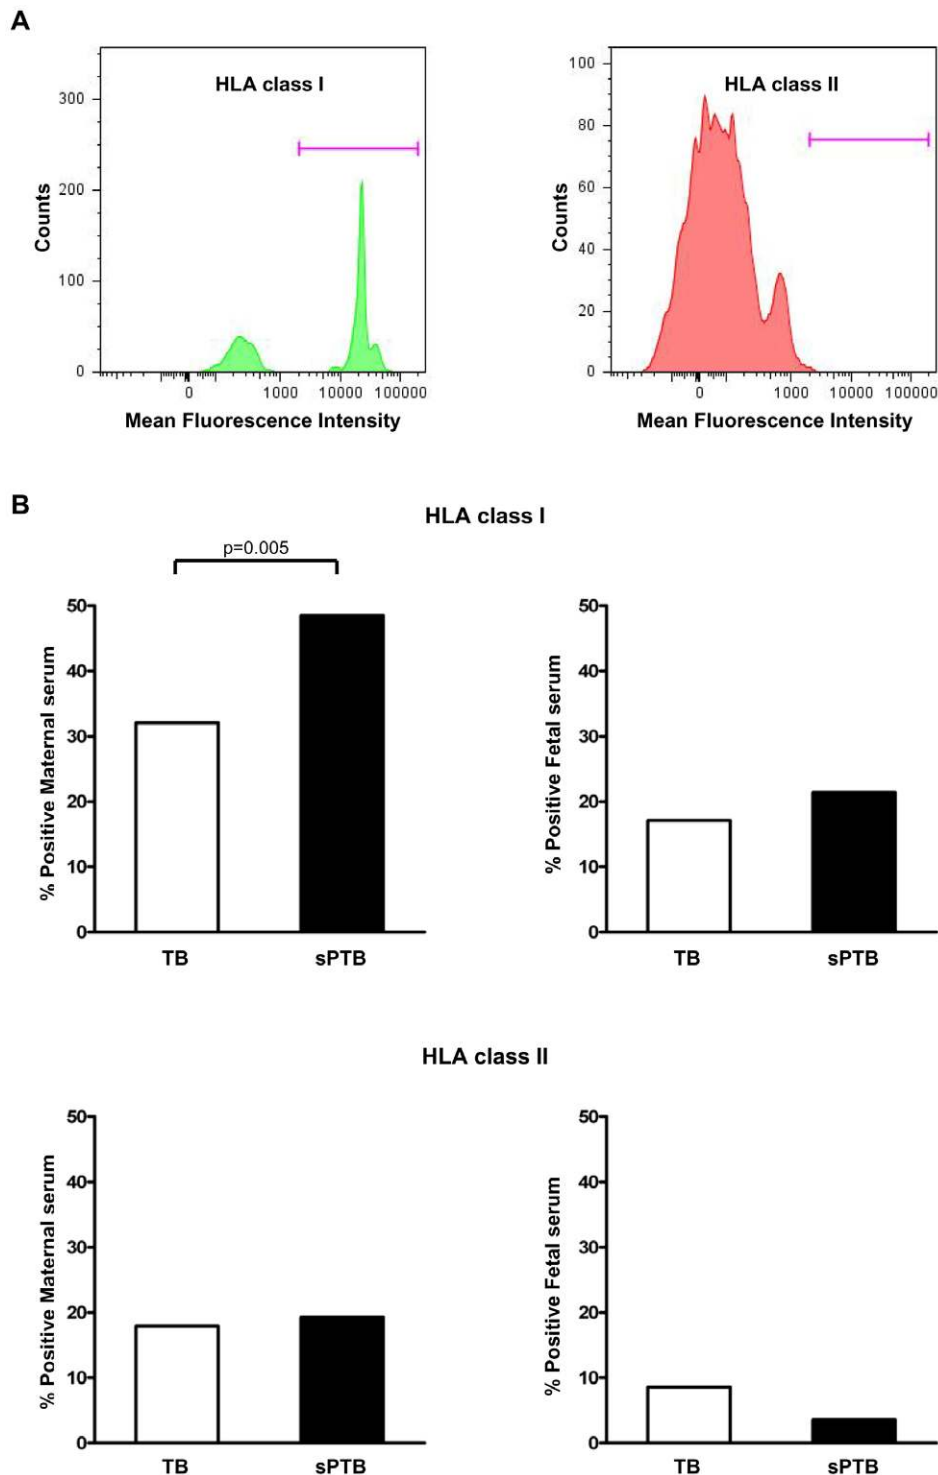 A
HLA class I
HLA class II
300
200
100
0
Counts
0 1000 10000 100000
Mean Fluorescence Intensity
100
80
60
40
20
0
Counts
0 1000 10000 100000
Mean Fluorescence Intensity
B
HLA class I
p=0.005
50
40
30
20
10
0
% Positive Maternal serum
TB sPTB
50
40
30
20
10
0
% Positive Fetal serum
TB sPTB
HLA class II
50
40
30
20
10
0
% Positive Maternal serum
TB sPTB
50
40
30
20
10
0
% Positive Fetal serum
TB sPTB